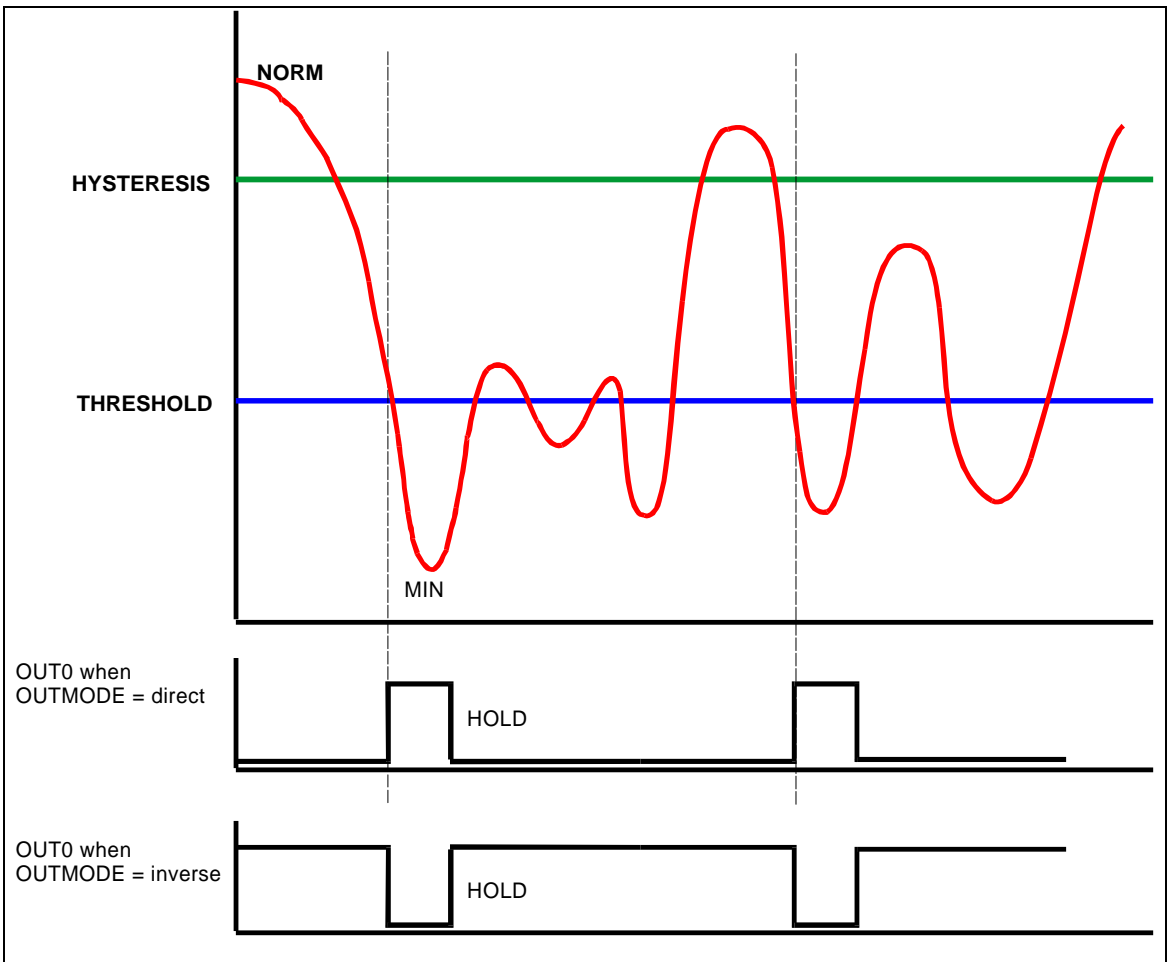 NORM
HYSTERESIS
THRESHOLD
MIN
OUT0 when
OUTMODE = direct
HOLD
OUT0 when
OUTMODE = inverse
HOLD